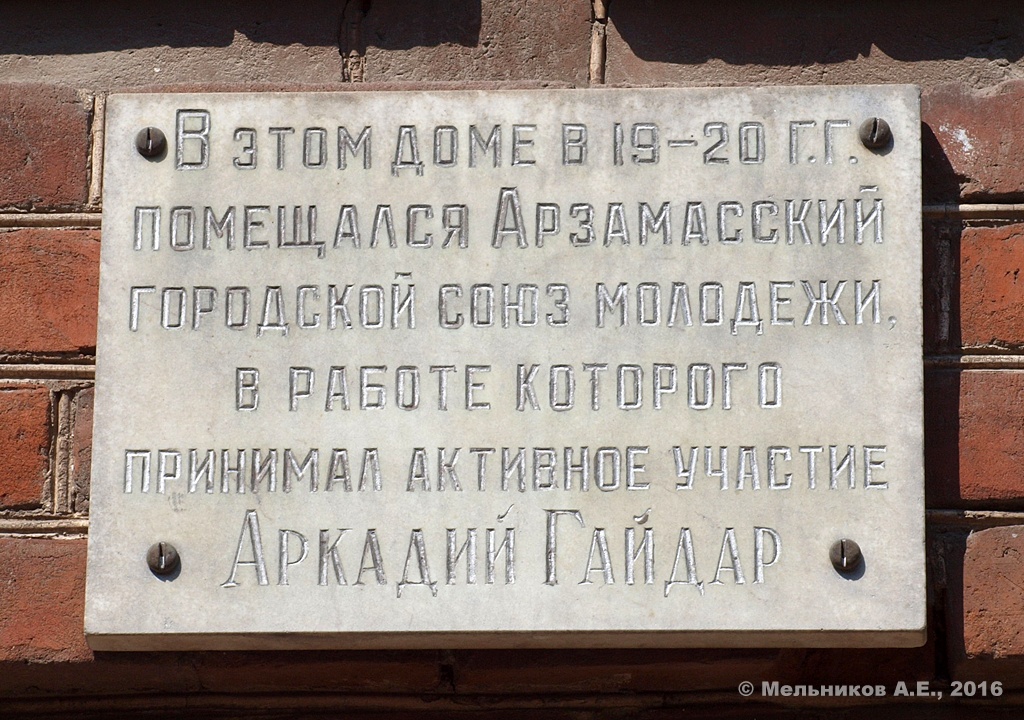 В этом доме в 19-20 г.г.
помещался Арзамасский
городской союз молодежи,
в работе которого
принимал активное участие
Аркадий Гайдар
© Мельников А.Е., 2016